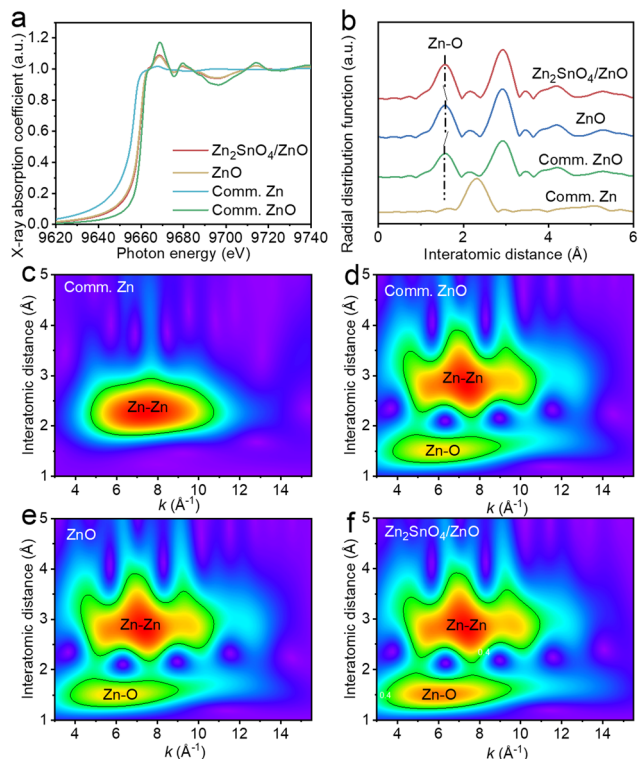 a
X-ray absorption coefficient (a.u.)
1.2
1.0
0.8
0.6
0.4
0.2
0.0
Zn₂SnO₄/ZnO
ZnO
Comm. Zn
Comm. ZnO
9620 9640 9660 9680 9700 9720 9740
Photon energy (eV)
b
Radial distribution function (a.u.)
Zn-O
Zn₂SnO₄/ZnO
ZnO
Comm. ZnO
Comm. Zn
0 2 4 6
Interatomic distance (Å)
c
Comm. Zn
Interatomic distance (Å)
5
4
3
2
1
Zn-Zn
4 6 8 10 12 14
k (Å⁻¹)
d
Comm. ZnO
Interatomic distance (Å)
5
4
3
2
1
Zn-Zn
Zn-O
4 6 8 10 12 14
k (Å⁻¹)
e
ZnO
Interatomic distance (Å)
5
4
3
2
1
Zn-Zn
Zn-O
4 6 8 10 12 14
k (Å⁻¹)
f
Zn₂SnO₄/ZnO
Interatomic distance (Å)
5
4
3
2
1
Zn-Zn
0.4
0.4
Zn-O
4 6 8 10 12 14
k (Å⁻¹)